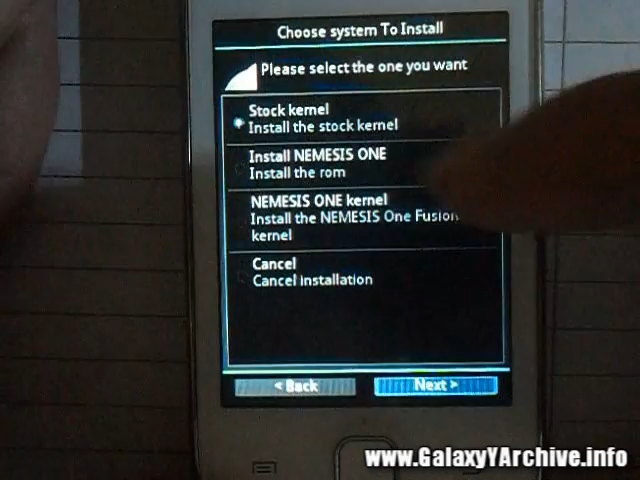 Choose system To Install
Please select the one you want
Stock kernel
Install the stock kernel
Install NEMESIS ONE
Install the rom
NEMESIS ONE kernel
Install the NEMESIS One Fusion
kernel
Cancel
Cancel installation
< Back
Next >
www.GalaxyYArchive.info